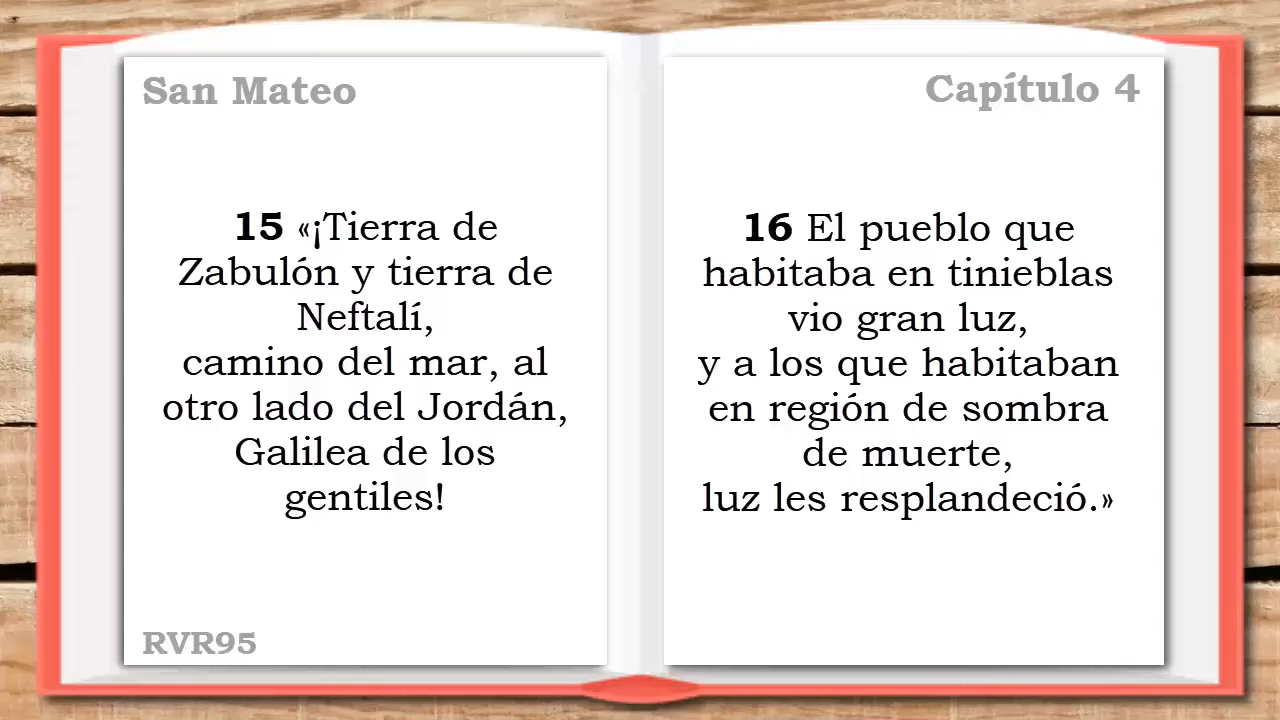 San Mateo
15 «¡Tierra de
Zabulón y tierra de
Neftalí,
camino del mar, al
otro lado del Jordán,
Galilea de los
gentiles!
RVR95
Capítulo 4
16 El pueblo que
habitaba en tinieblas
vio gran luz,
y a los que habitaban
en región de sombra
de muerte,
luz les resplandeció.»